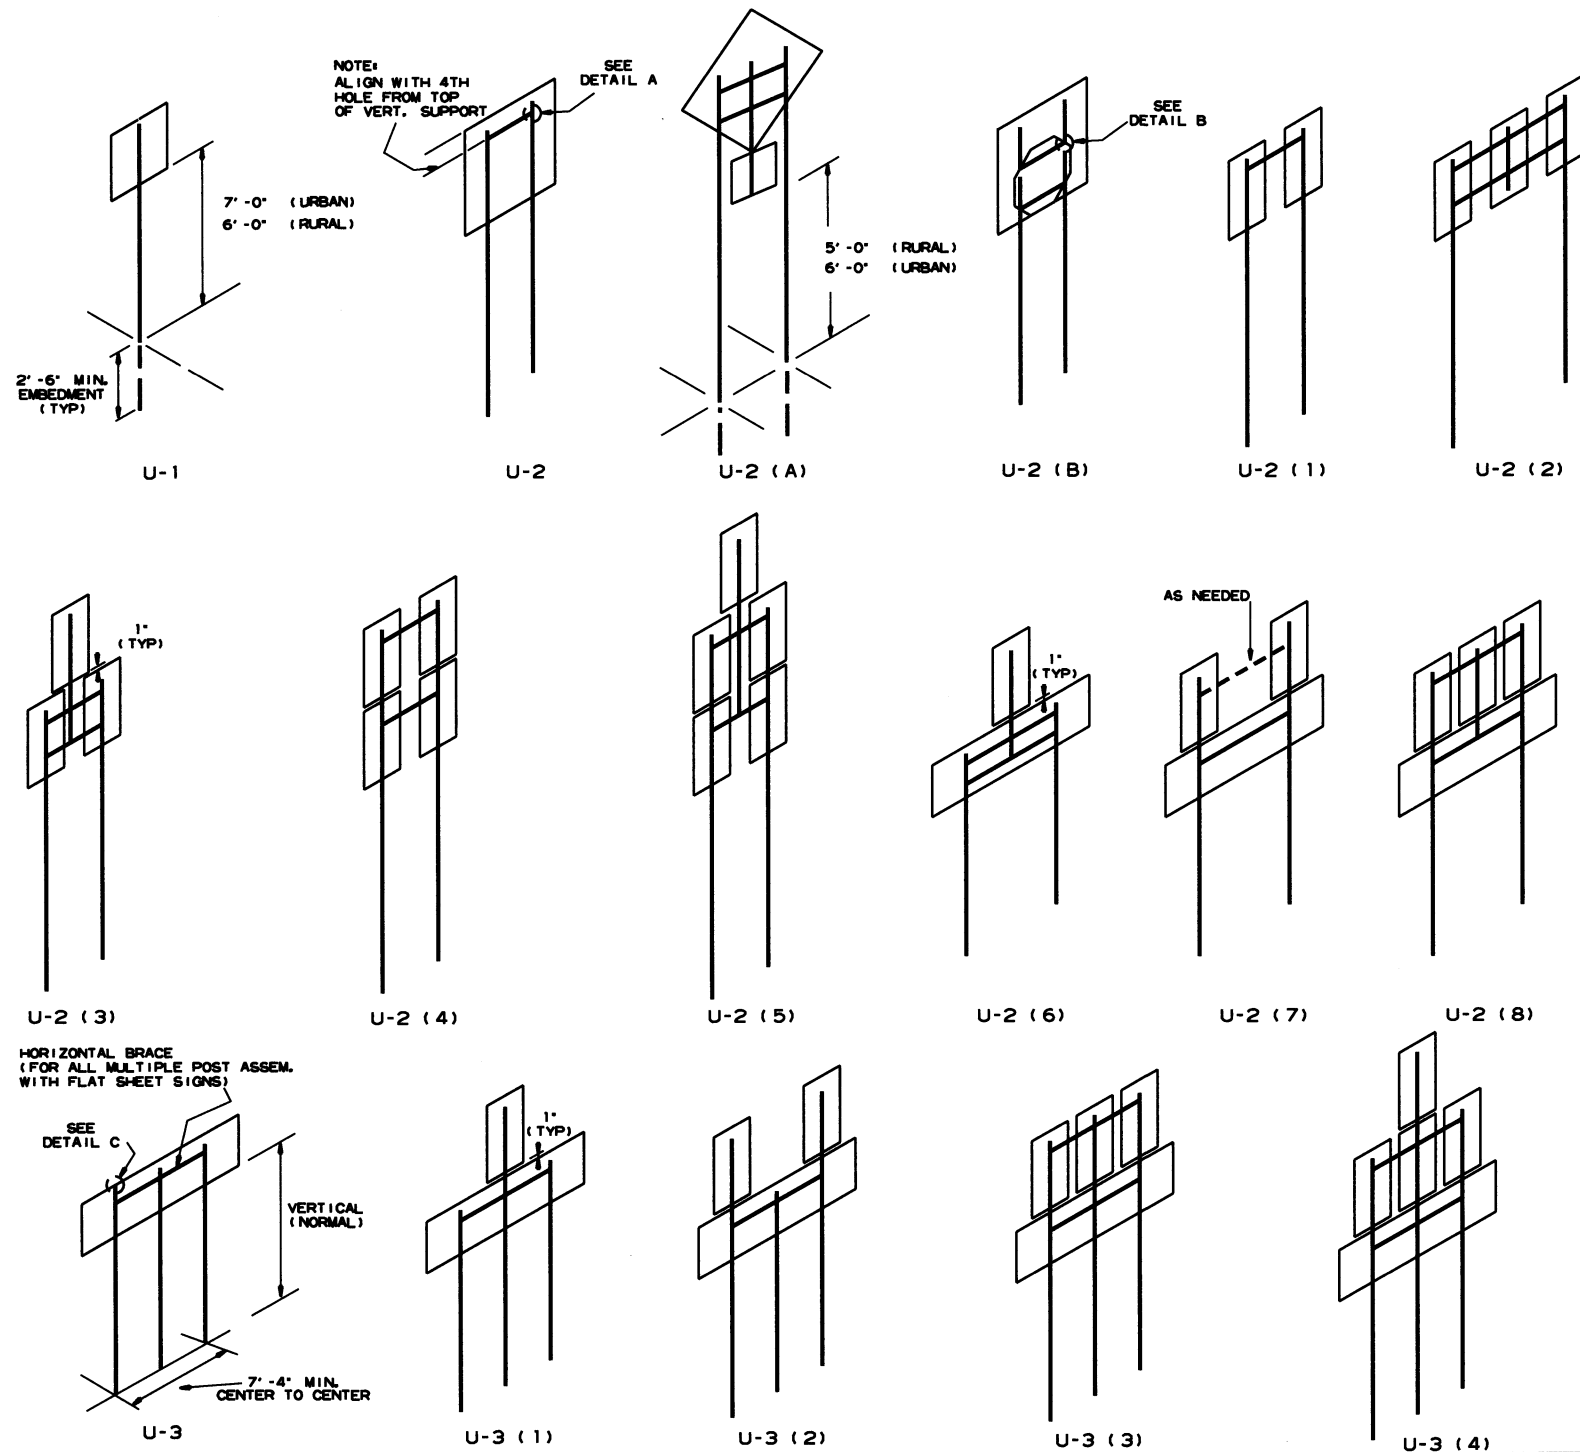 NOTE:
ALIGN WITH 4TH
HOLE FROM TOP
OF VERT. SUPPORT
SEE
DETAIL A
SEE
DETAIL B
7'-0" (URBAN)
6'-0" (RURAL)
5'-0" (RURAL)
6'-0" (URBAN)
2'-6" MIN.
EMBEDMENT
(TYP)
U-1
U-2
U-2 (A)
U-2 (B)
U-2 (1)
U-2 (2)
1"
(TYP)
1"
(TYP)
AS NEEDED
U-2 (3)
U-2 (4)
U-2 (5)
U-2 (6)
U-2 (7)
U-2 (8)
HORIZONTAL BRACE
(FOR ALL MULTIPLE POST ASSEM.
WITH FLAT SHEET SIGNS)
SEE
DETAIL C
VERTICAL
(NORMAL)
7'-4" MIN.
CENTER TO CENTER
1"
(TYP)
U-3
U-3 (1)
U-3 (2)
U-3 (3)
U-3 (4)